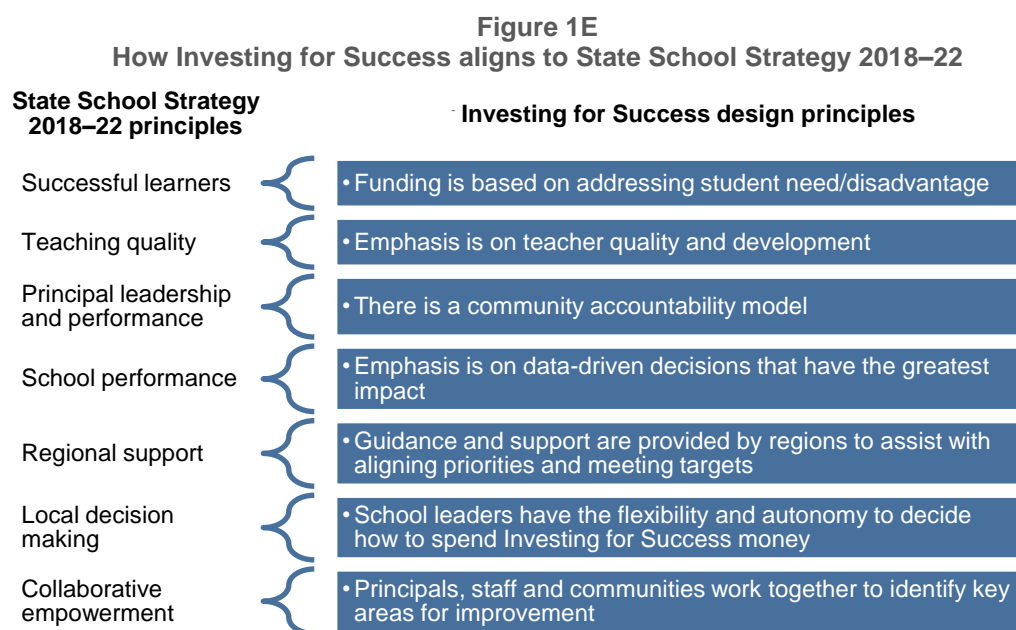 Figure 1E
How Investing for Success aligns to State School Strategy 2018–22
State School Strategy
2018–22 principles
Investing for Success design principles
Successful learners
• Funding is based on addressing student need/disadvantage
Teaching quality
• Emphasis is on teacher quality and development
Principal leadership
and performance
• There is a community accountability model
School performance
• Emphasis is on data-driven decisions that have the greatest
impact
Regional support
• Guidance and support are provided by regions to assist with
aligning priorities and meeting targets
Local decision
making
• School leaders have the flexibility and autonomy to decide
how to spend Investing for Success money
Collaborative
empowerment
• Principals, staff and communities work together to identify key
areas for improvement